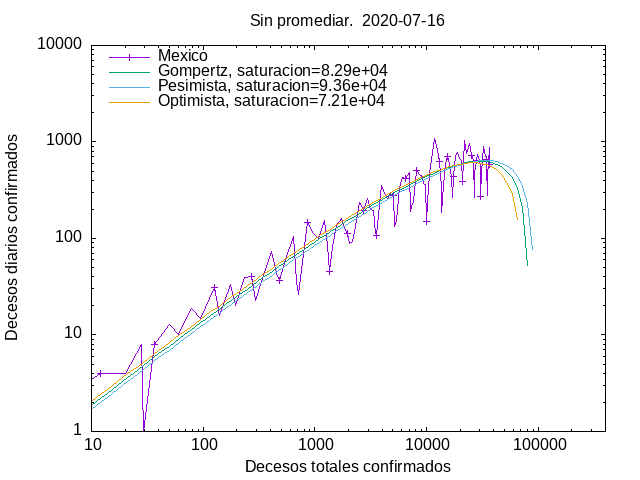 Sin promediar.  2020-07-16
Mexico
Gompertz, saturacion=8.29e+04
Pesimista, saturacion=9.36e+04
Optimista, saturacion=7.21e+04
Decesos diarios confirmados
10000
1000
100
10
1
10 100 1000 10000 100000
Decesos totales confirmados